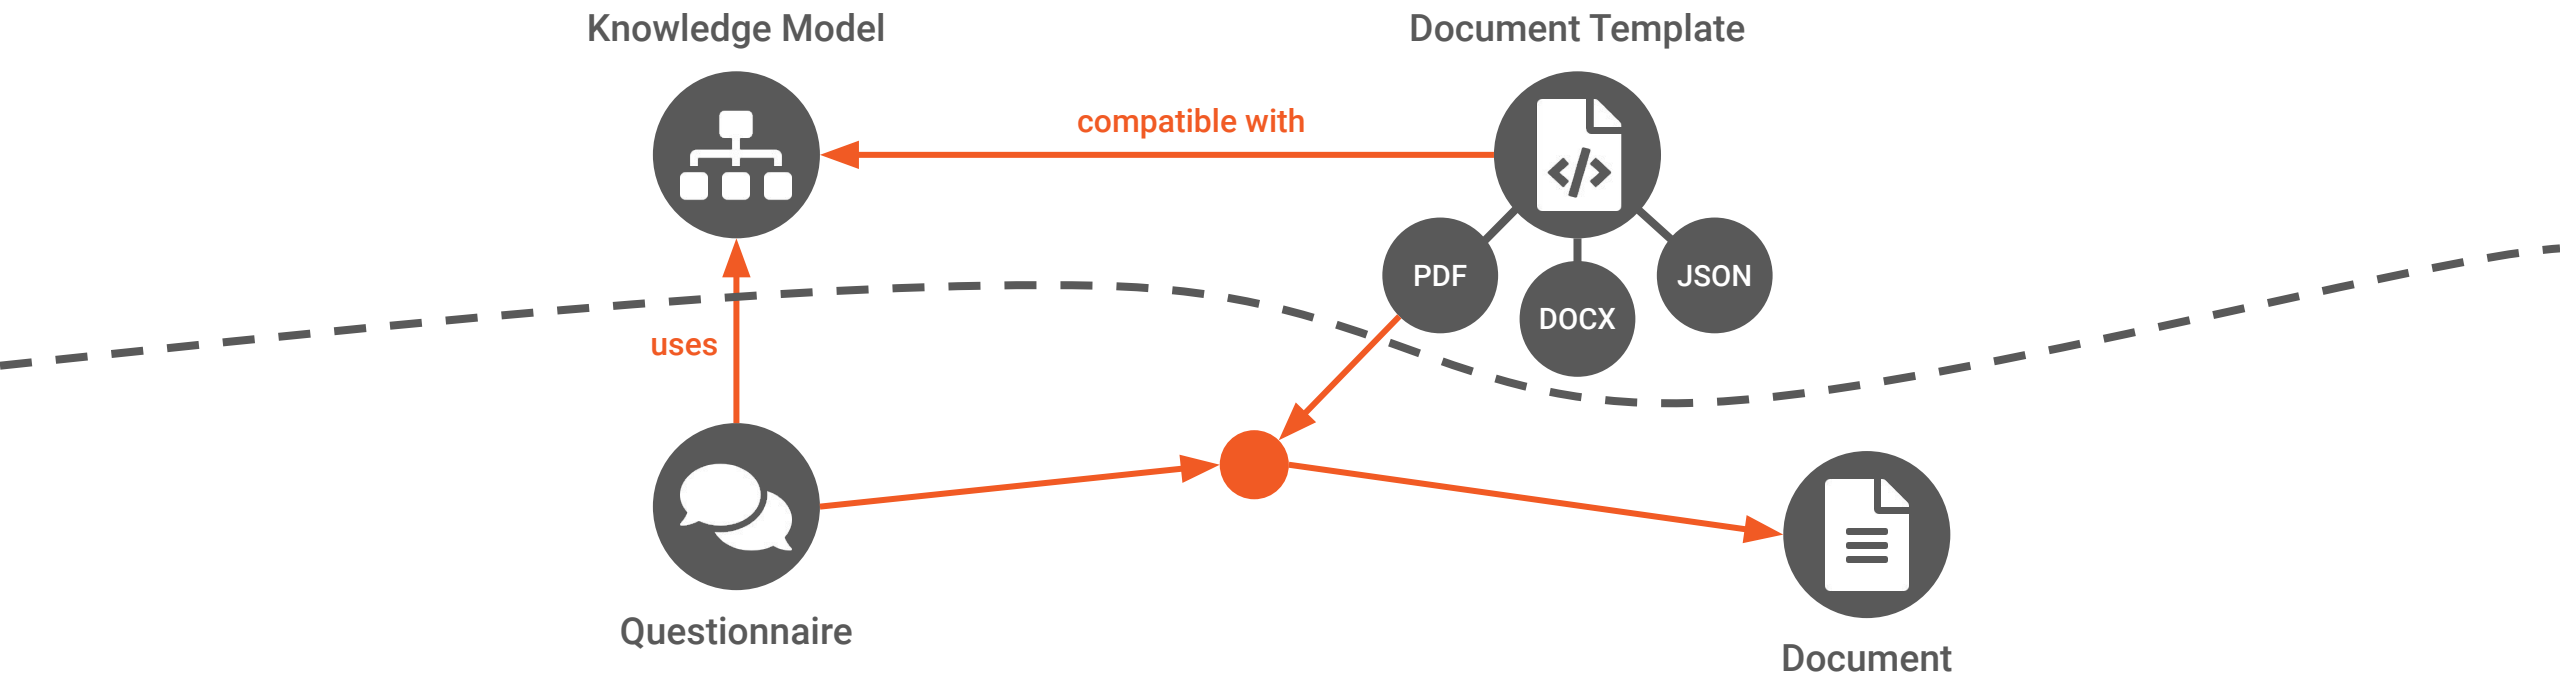 Knowledge Model
Document Template
compatible with
PDF
DOCX
JSON
uses
Questionnaire
Document